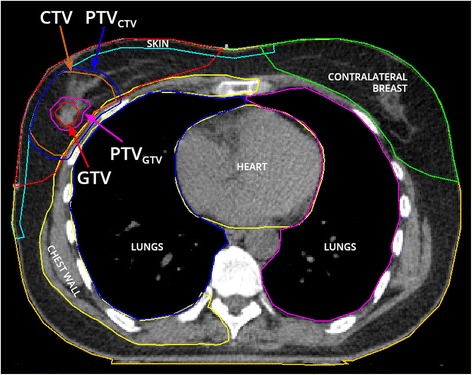 CTV
PTVCTV
SKIN
CONTRALATERAL
BREAST
PTVGTV
GTV
HEART
LUNGS
LUNGS
CHEST WALL